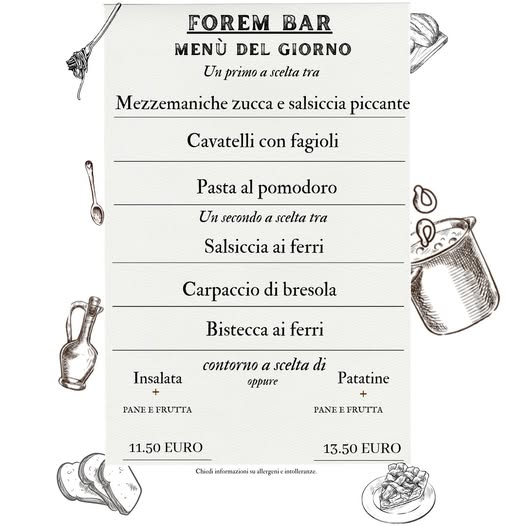 FOREM BAR
MENÙ DEL GIORNO
Un primo a scelta tra
Mezzemaniche zucca e salsiccia piccante
Cavatelli con fagioli
Pasta al pomodoro
Un secondo a scelta tra
Salsiccia ai ferri
Carpaccio di bresola
Bistecca ai ferri
contorno a scelta di
oppure
Insalata
+
PANE E FRUTTA
11.50 EURO
Patatine
+
PANE E FRUTTA
13.50 EURO
Chiedi informazioni su allergeni e intolleranze.